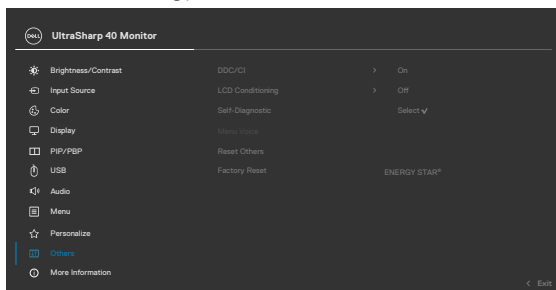 DELL UltraSharp 40 Monitor
Brightness/Contrast DDC/CI > On
Input Source LCD Conditioning > Off
Color Self-Diagnostic Select ✓
Display Menu Voice
PIP/PBP Reset Others
USB Factory Reset ENERGY STAR®
Audio
Menu
Personalize
Others
More Information
< Exit